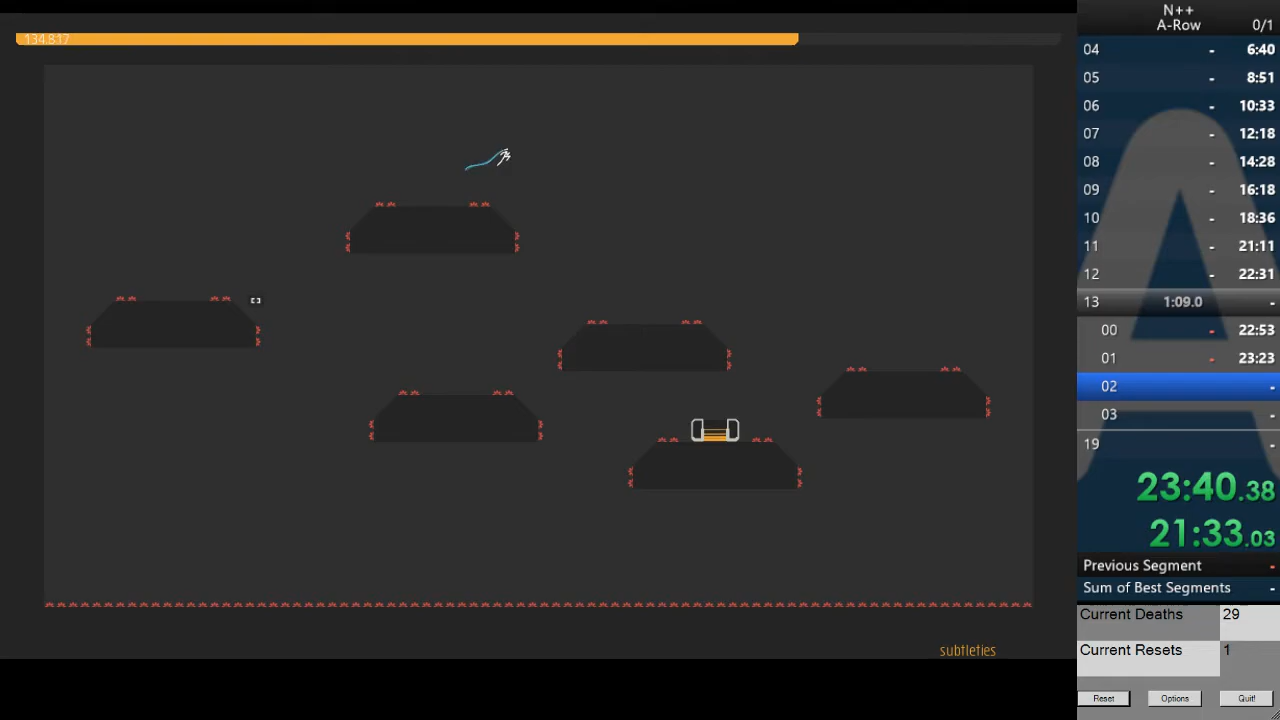 134.817
subtleties
N++
A-Row 0/1
04 - 6:40
05 - 8:51
06 - 10:33
07 - 12:18
08 - 14:28
09 - 16:18
10 - 18:36
11 - 21:11
12 - 22:31
13 1:09.0 -
00 - 22:53
01 - 23:23
02 -
03 -
19 -
23:40.38
21:33.03
Previous Segment -
Sum of Best Segments -
Current Deaths 29
Current Resets 1
Reset Options Quit!